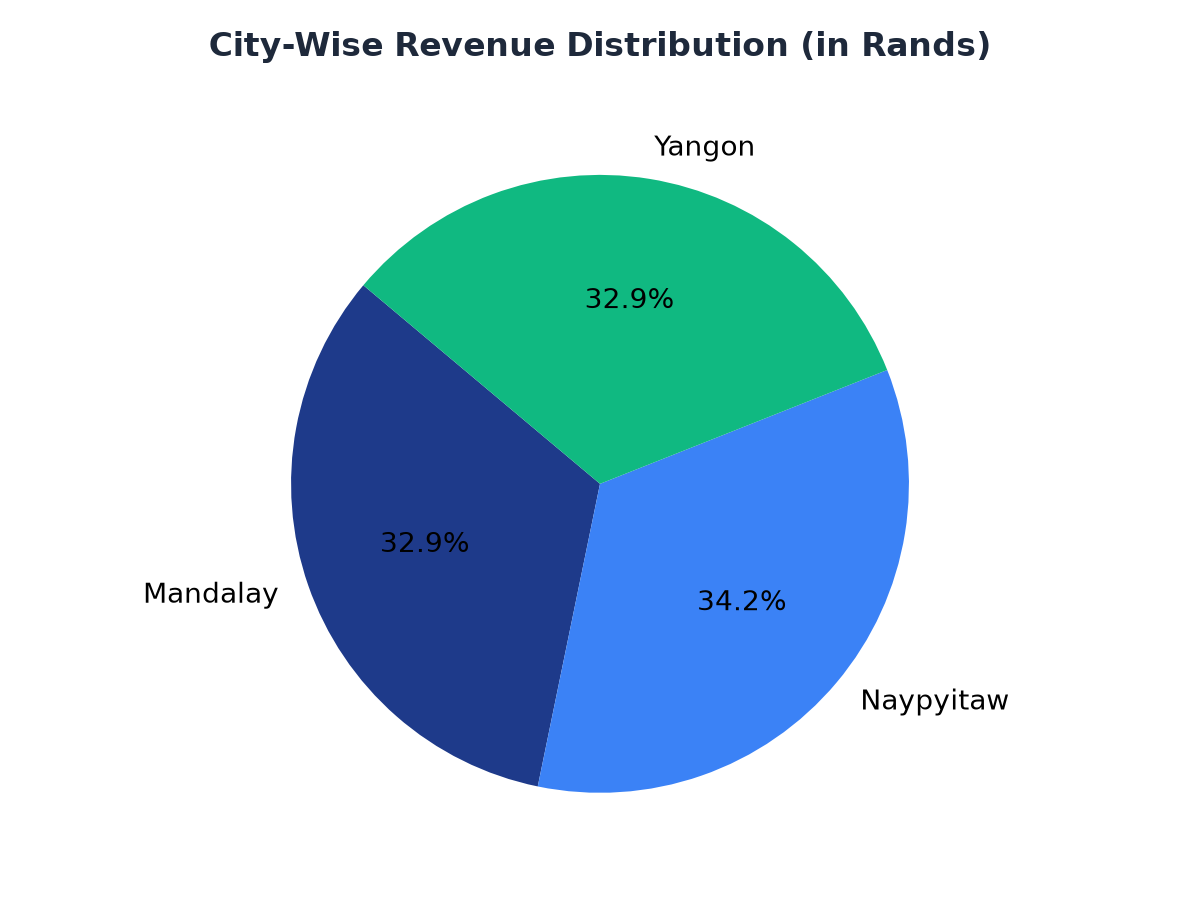 City-Wise Revenue Distribution (in Rands)
Yangon
32.9%
32.9%
Mandalay
34.2%
Naypyitaw